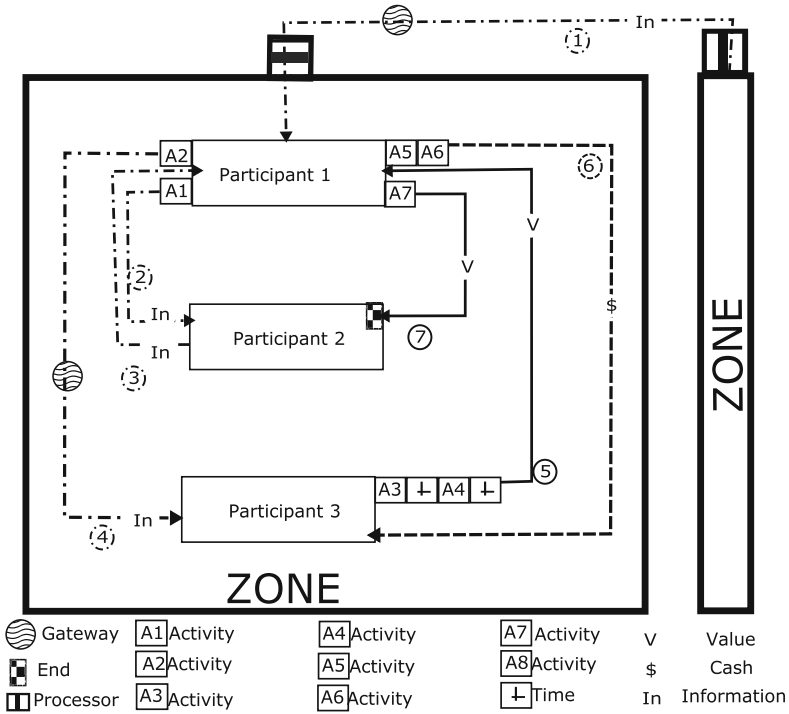 In
1
A2
Participant 1
A5 A6
6
A1
A7
V
2
V
In
$
ZONE
Participant 2
7
In
3
5
A3
A4
Participant 3
In
4
ZONE
Gateway
A1 Activity
A4 Activity
A7 Activity
V Value
End
A2 Activity
A5 Activity
A8 Activity
$ Cash
Processor
A3 Activity
A6 Activity
Time
In Information